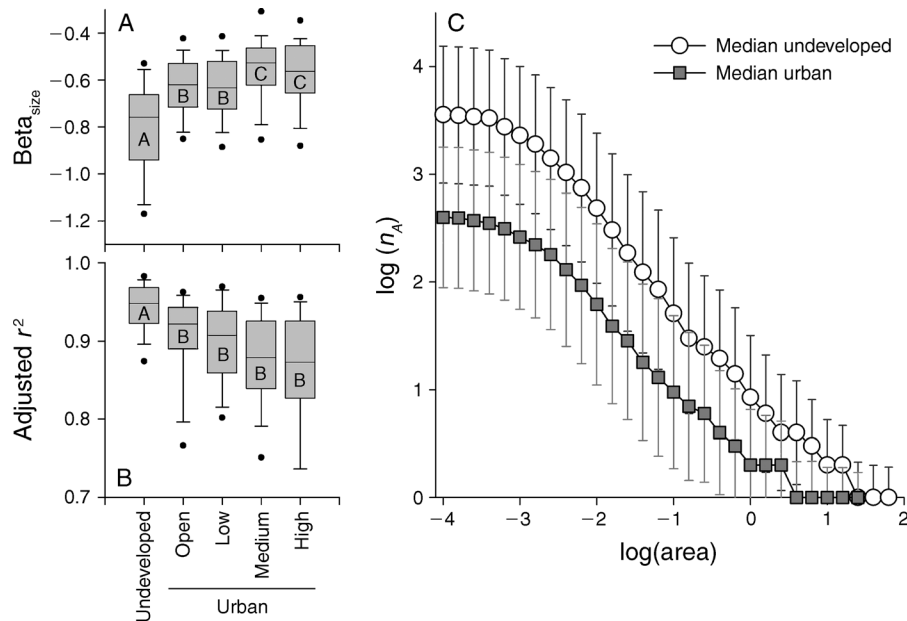 A
Beta_size
−0.4
−0.6
−0.8
−1.0
−1.2
A
B
B
C
C
B
Adjusted r²
1.0
0.9
0.8
0.7
A
B
B
B
B
Undeveloped
Open
Low
Medium
High
Urban
C
Median undeveloped
Median urban
log (n_A)
4
3
2
1
0
−4
−3
−2
−1
0
1
2
log(area)